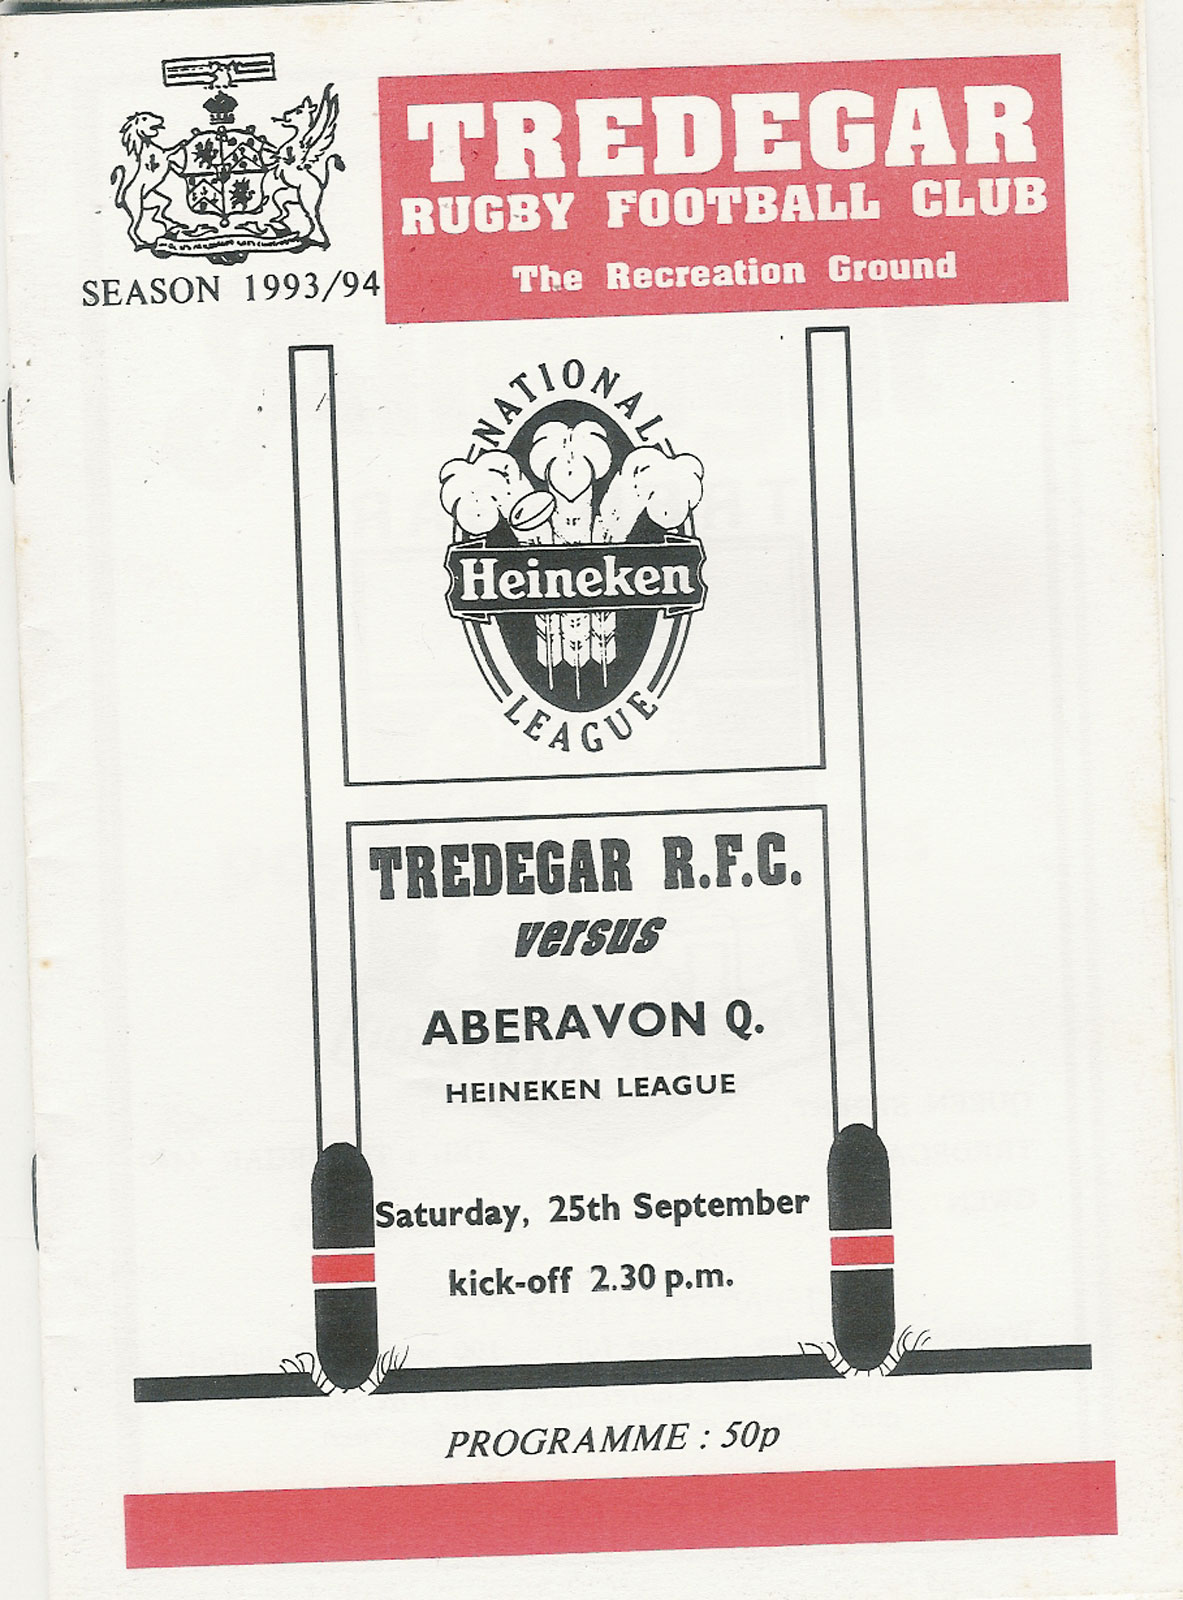 TREDEGAR
RUGBY FOOTBALL CLUB
The Recreation Ground
SEASON 1993/94
NATIONAL
Heineken
LEAGUE
TREDEGAR R.F.C.
versus
ABERAVON Q.
HEINEKEN LEAGUE
Saturday, 25th September
kick-off 2.30 p.m.
PROGRAMME : 50p